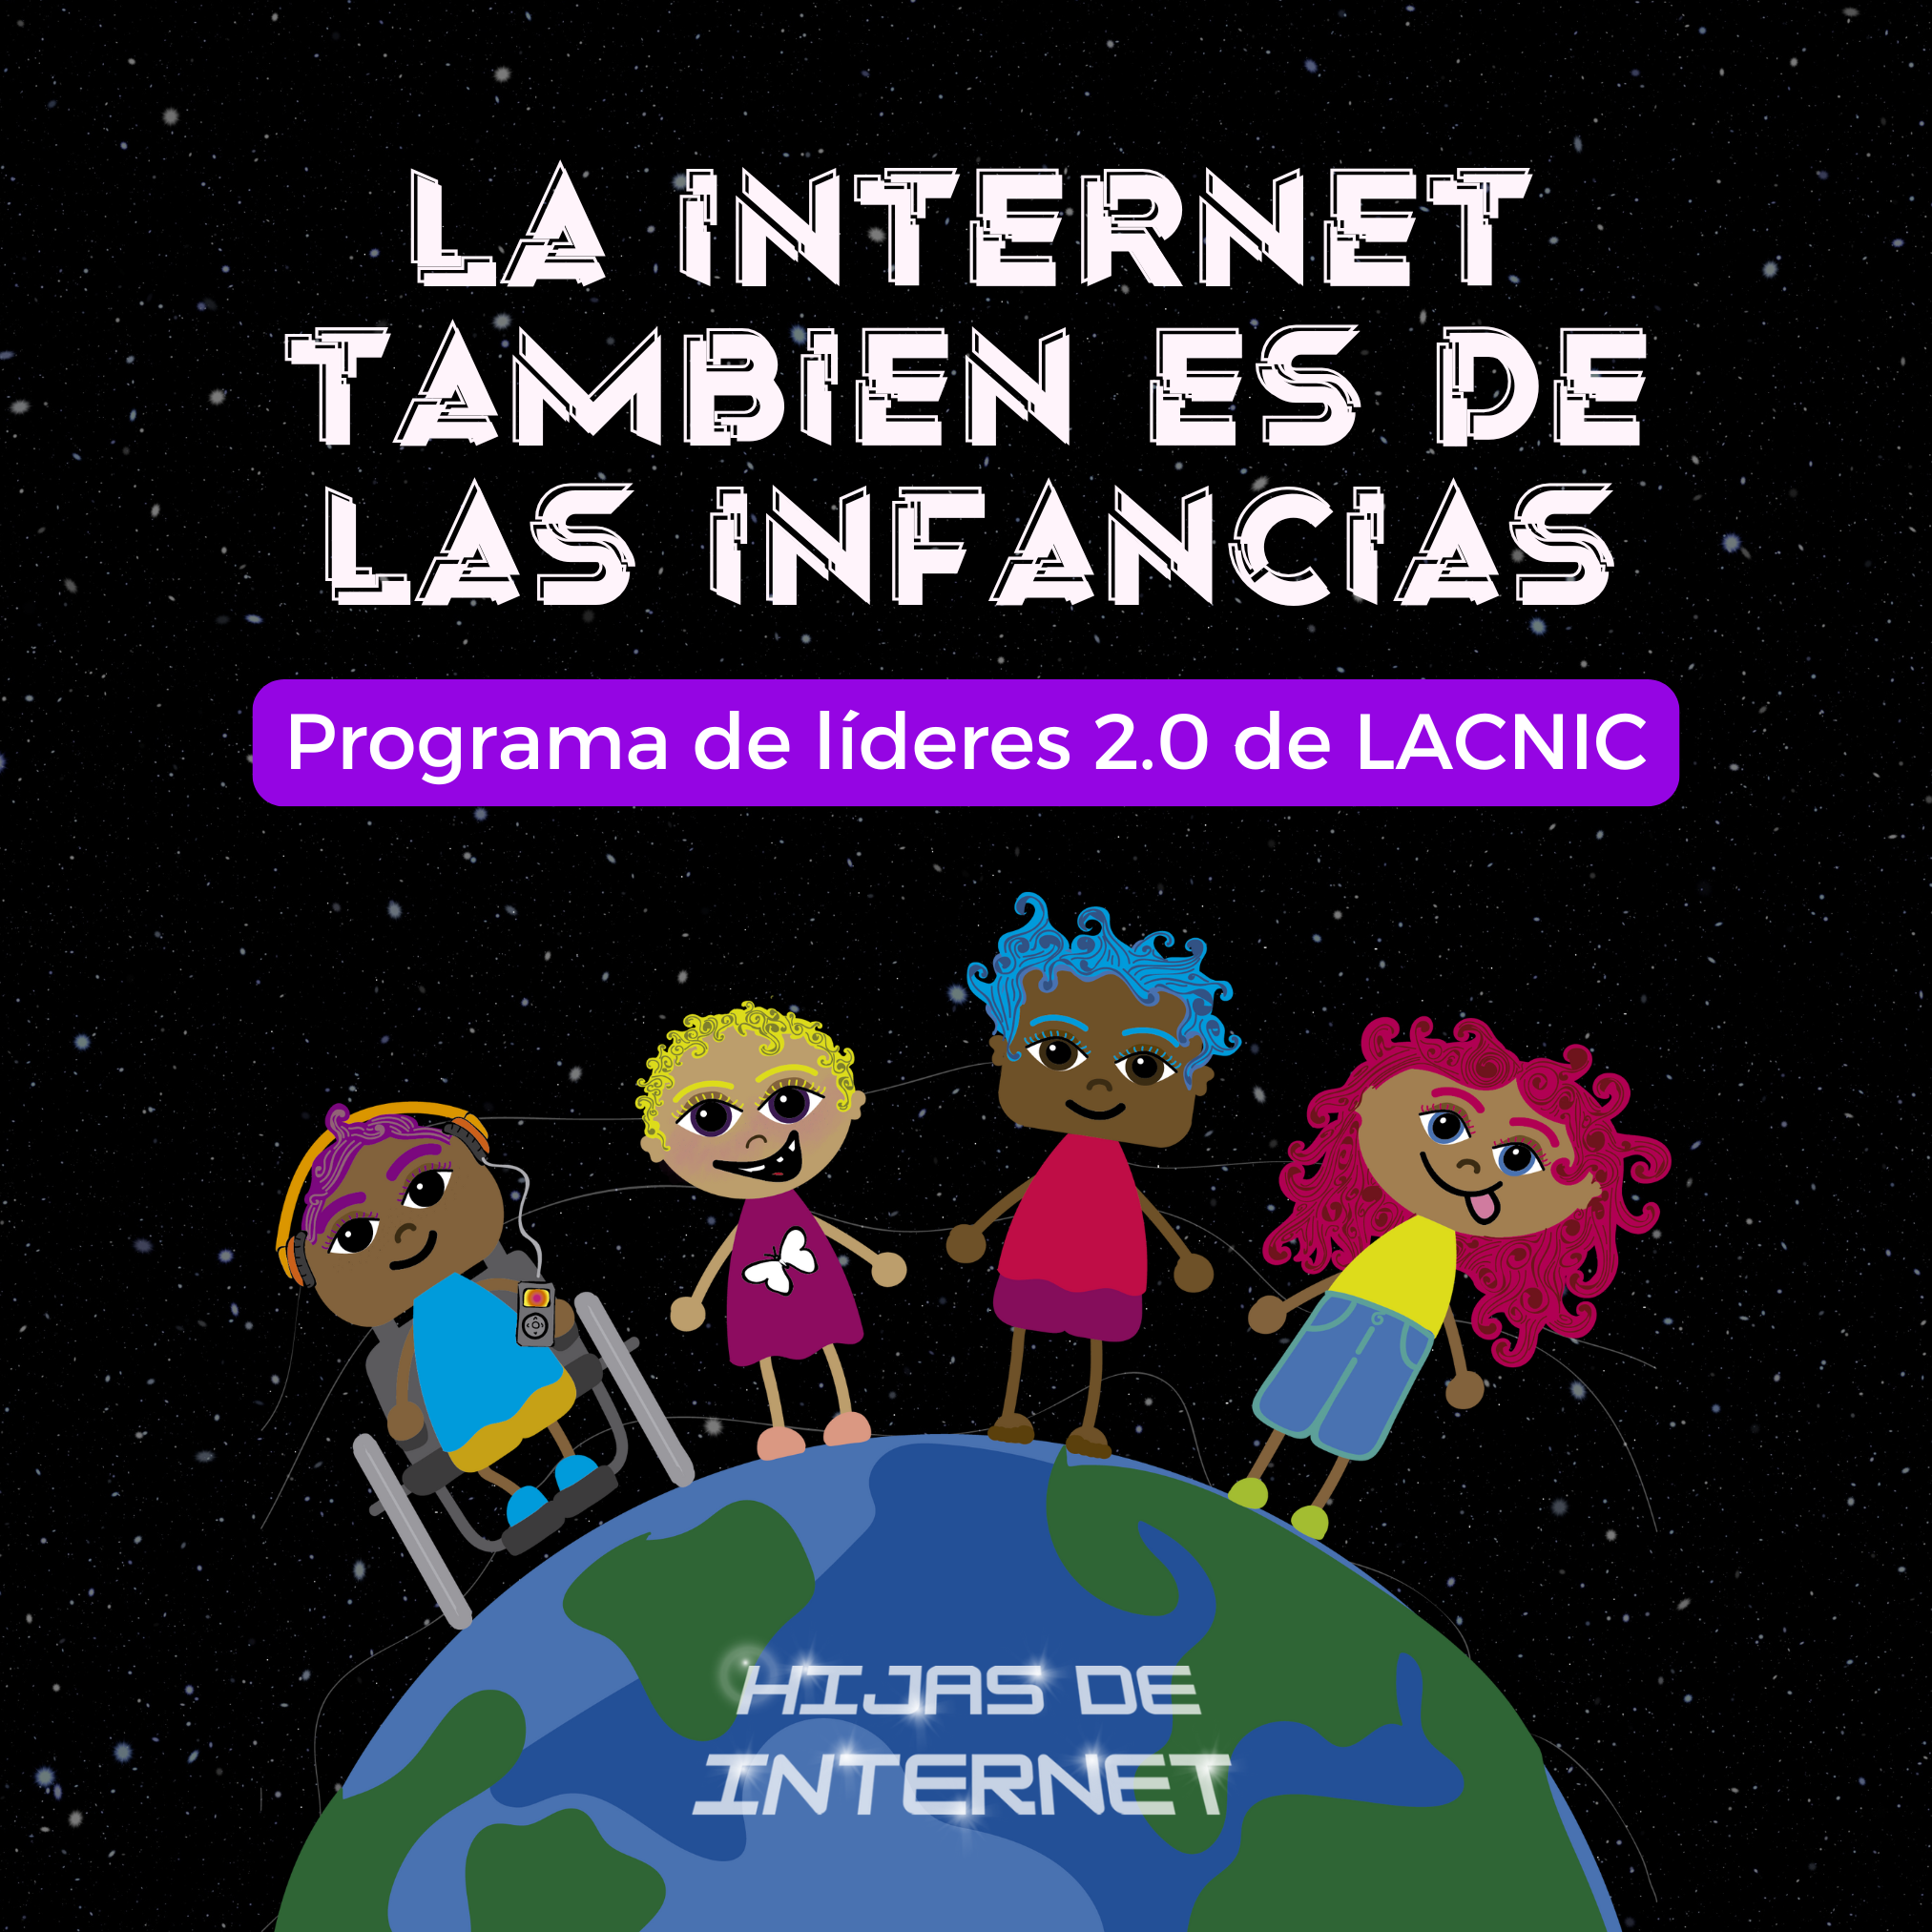 LA INTERNET
TAMBIEN ES DE
LAS INFANCIAS
Programa de líderes 2.0 de LACNIC
HIJAS DE
INTERNET